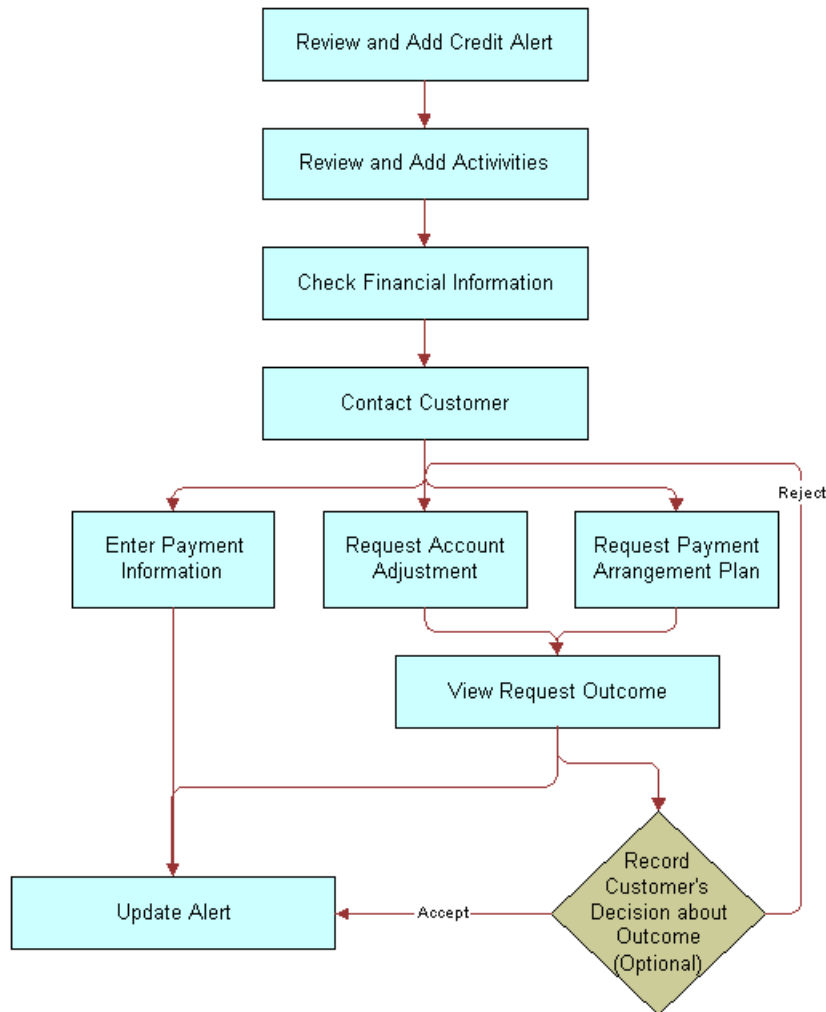 Review and Add Credit Alert
Review and Add Activivities
Check Financial Information
Contact Customer
Reject
Enter Payment
Information
Request Account
Adjustment
Request Payment
Arrangement Plan
View Request Outcome
Record
Customer's
Decision about
Outcome
(Optional)
Update Alert
Accept